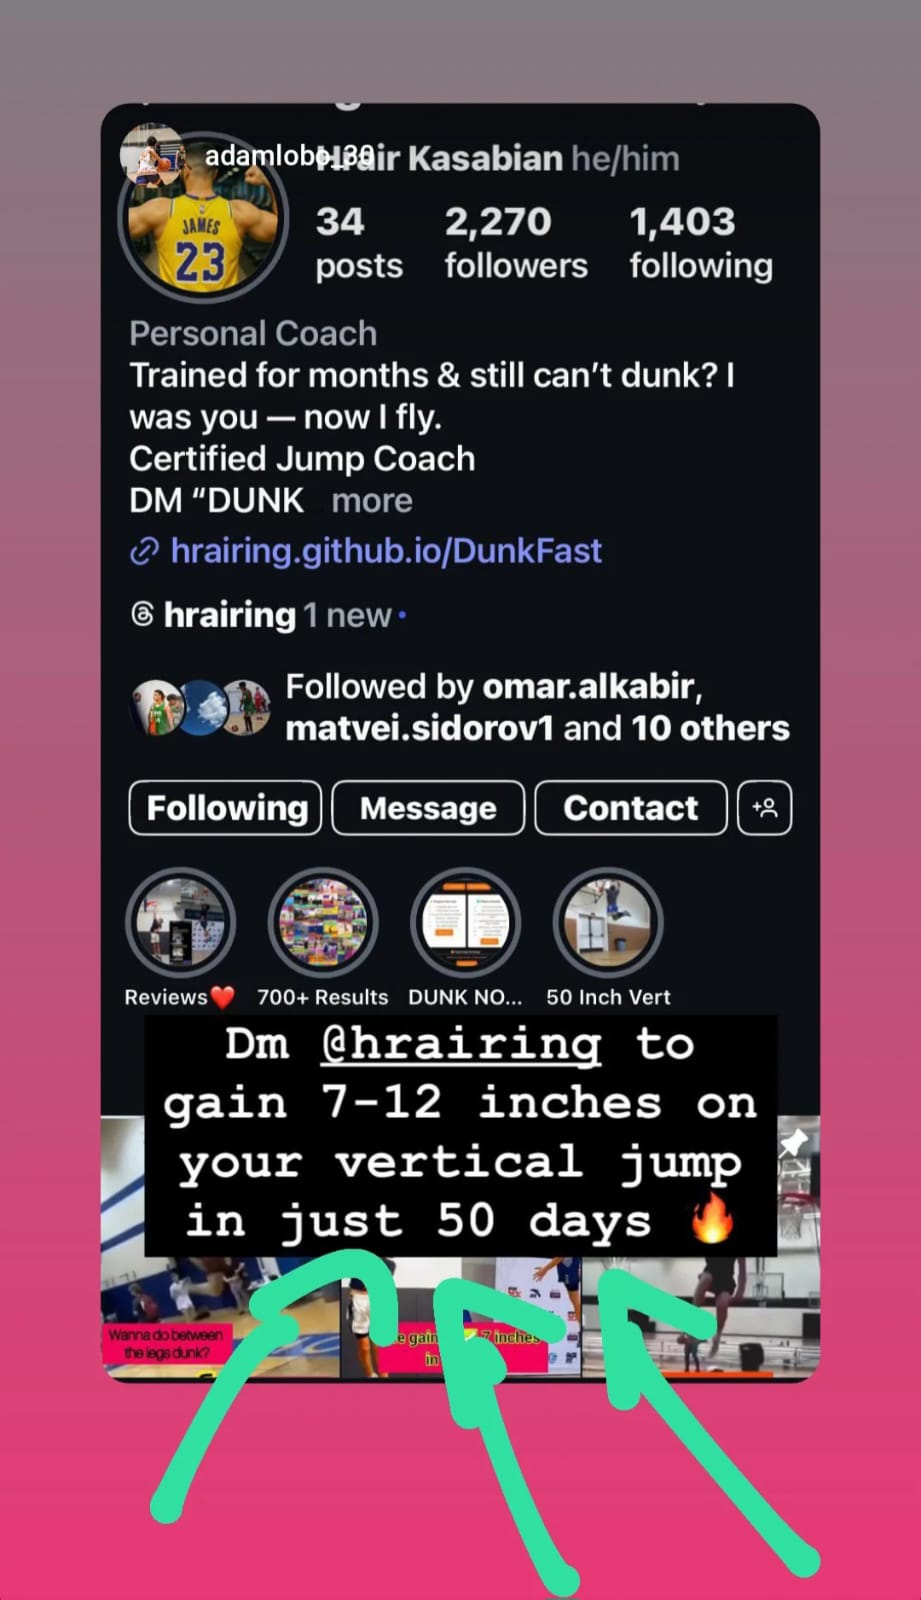 adamlobo_30
Hrair Kasabian he/him
JAMES
23
34 2,270 1,403
posts followers following
Personal Coach
Trained for months & still can’t dunk? I
was you — now I fly.
Certified Jump Coach
DM “DUNK more
hrairing.github.io/DunkFast
hrairing 1 new
Followed by omar.alkabir,
matvei.sidorov1 and 10 others
Following Message Contact
Reviews❤️ 700+ Results DUNK NO... 50 Inch Vert
Dm @hrairing to
gain 7-12 inches on
your vertical jump
in just 50 days 🔥
Wanna do between
the legs dunk?
gain ✅ 7 inches
in